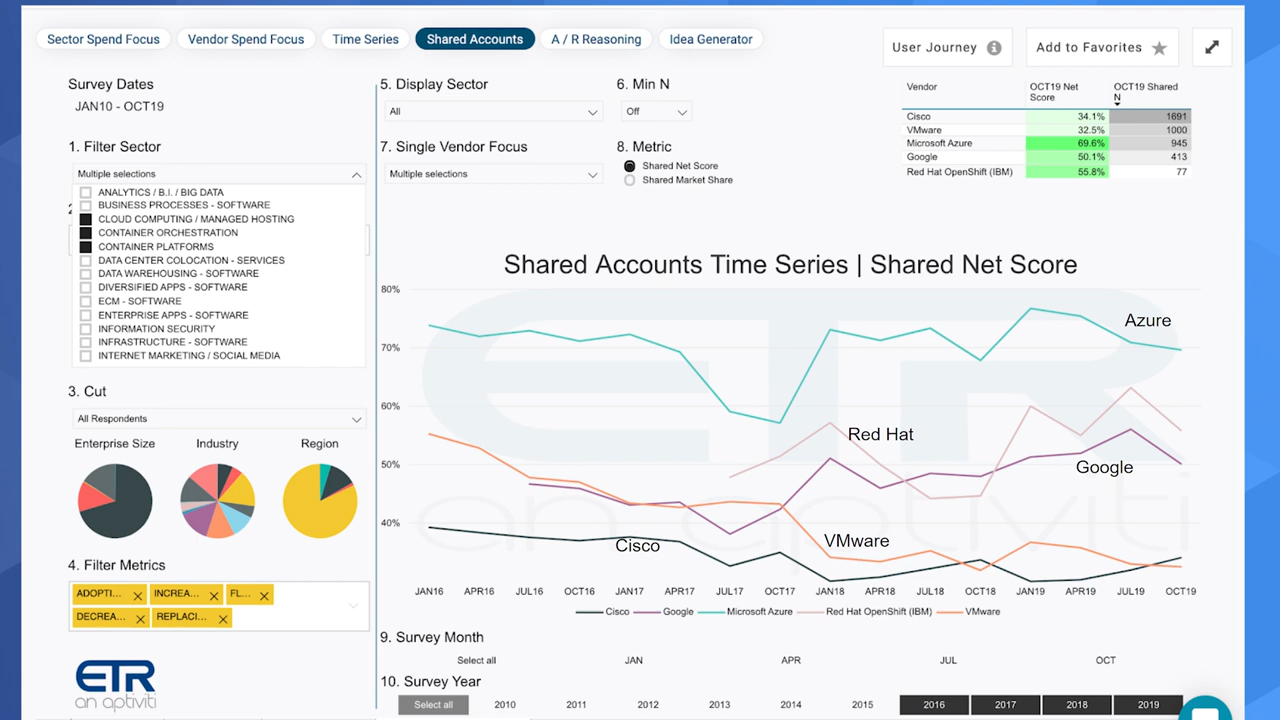 Sector Spend Focus
Vendor Spend Focus
Time Series
Shared Accounts
A / R Reasoning
Idea Generator
User Journey
Add to Favorites
Survey Dates
JAN10 - OCT19
1. Filter Sector
Multiple selections
ANALYTICS / B.I. / BIG DATA
BUSINESS PROCESSES - SOFTWARE
CLOUD COMPUTING / MANAGED HOSTING
CONTAINER ORCHESTRATION
CONTAINER PLATFORMS
DATA CENTER COLOCATION - SERVICES
DATA WAREHOUSING - SOFTWARE
DIVERSIFIED APPS - SOFTWARE
ECM - SOFTWARE
ENTERPRISE APPS - SOFTWARE
INFORMATION SECURITY
INFRASTRUCTURE - SOFTWARE
INTERNET MARKETING / SOCIAL MEDIA
3. Cut
All Respondents
Enterprise Size
Industry
Region
4. Filter Metrics
ADOPTI...
INCREA...
FL...
DECREA...
REPLACI...
ETR
an aptiviti
5. Display Sector
All
6. Min N
Off
7. Single Vendor Focus
Multiple selections
8. Metric
Shared Net Score
Shared Market Share
Vendor
OCT19 Net
Score
OCT19 Shared
N
Cisco 34.1% 1691
VMware 32.5% 1000
Microsoft Azure 69.6% 945
Google 50.1% 413
Red Hat OpenShift (IBM) 55.8% 77
Shared Accounts Time Series | Shared Net Score
80%
70%
60%
50%
40%
Azure
Red Hat
Google
VMware
Cisco
ETR
an aptiviti
JAN16 APR16 JUL16 OCT16 JAN17 APR17 JUL17 OCT17 JAN18 APR18 JUL18 OCT18 JAN19 APR19 JUL19 OCT19
Cisco Google Microsoft Azure Red Hat OpenShift (IBM) VMware
9. Survey Month
Select all JAN APR JUL OCT
10. Survey Year
Select all 2010 2011 2012 2013 2014 2015 2016 2017 2018 2019